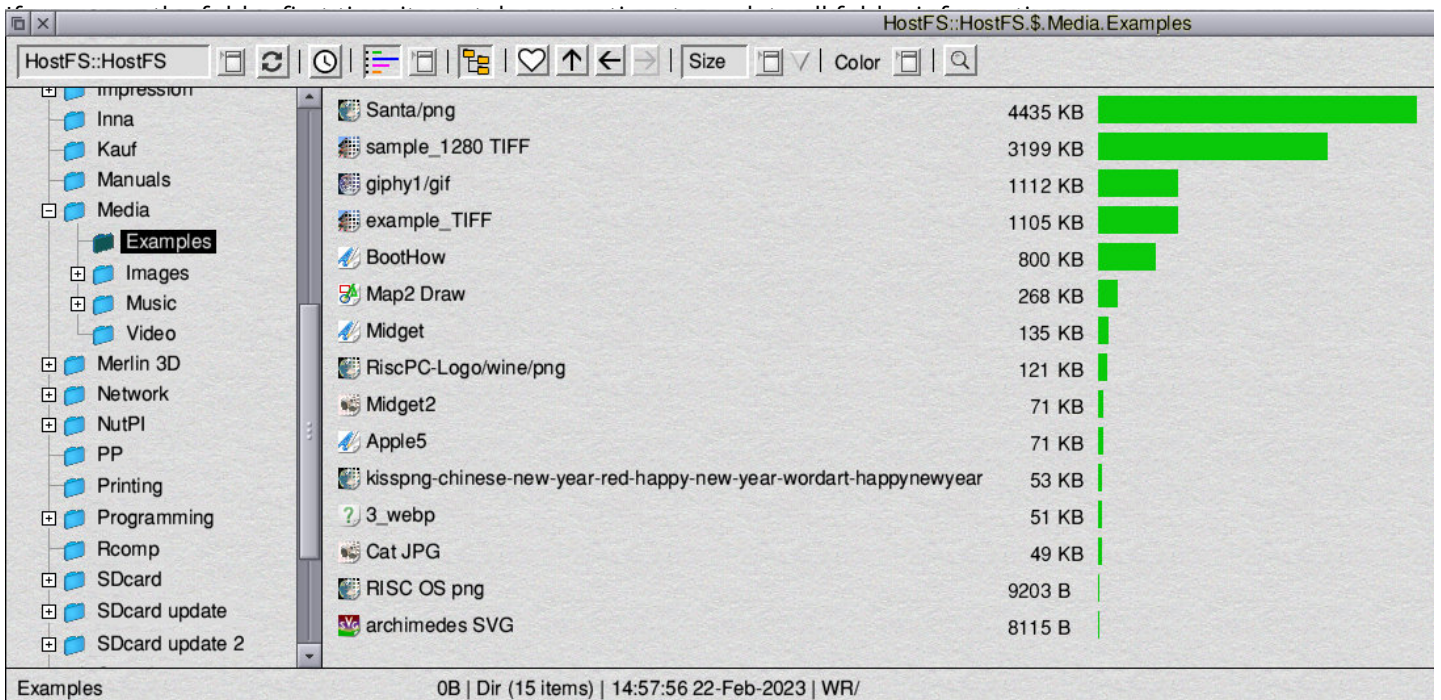 HostFS::HostFS.$.Media.Examples
HostFS::HostFS Size Color
Impression
Inna
Kauf
Manuals
Media
Examples
Images
Music
Video
Merlin 3D
Network
NutPI
PP
Printing
Programming
Rcomp
SDcard
SDcard update
SDcard update 2
Santa/png 4435 KB
sample_1280 TIFF 3199 KB
giphy1/gif 1112 KB
example_TIFF 1105 KB
BootHow 800 KB
Map2 Draw 268 KB
Midget 135 KB
RiscPC-Logo/wine/png 121 KB
Midget2 71 KB
Apple5 71 KB
kisspng-chinese-new-year-red-happy-new-year-wordart-happynewyear 53 KB
3_webp 51 KB
Cat JPG 49 KB
RISC OS png 9203 B
archimedes SVG 8115 B
Examples 0B | Dir (15 items) | 14:57:56 22-Feb-2023 | WR/